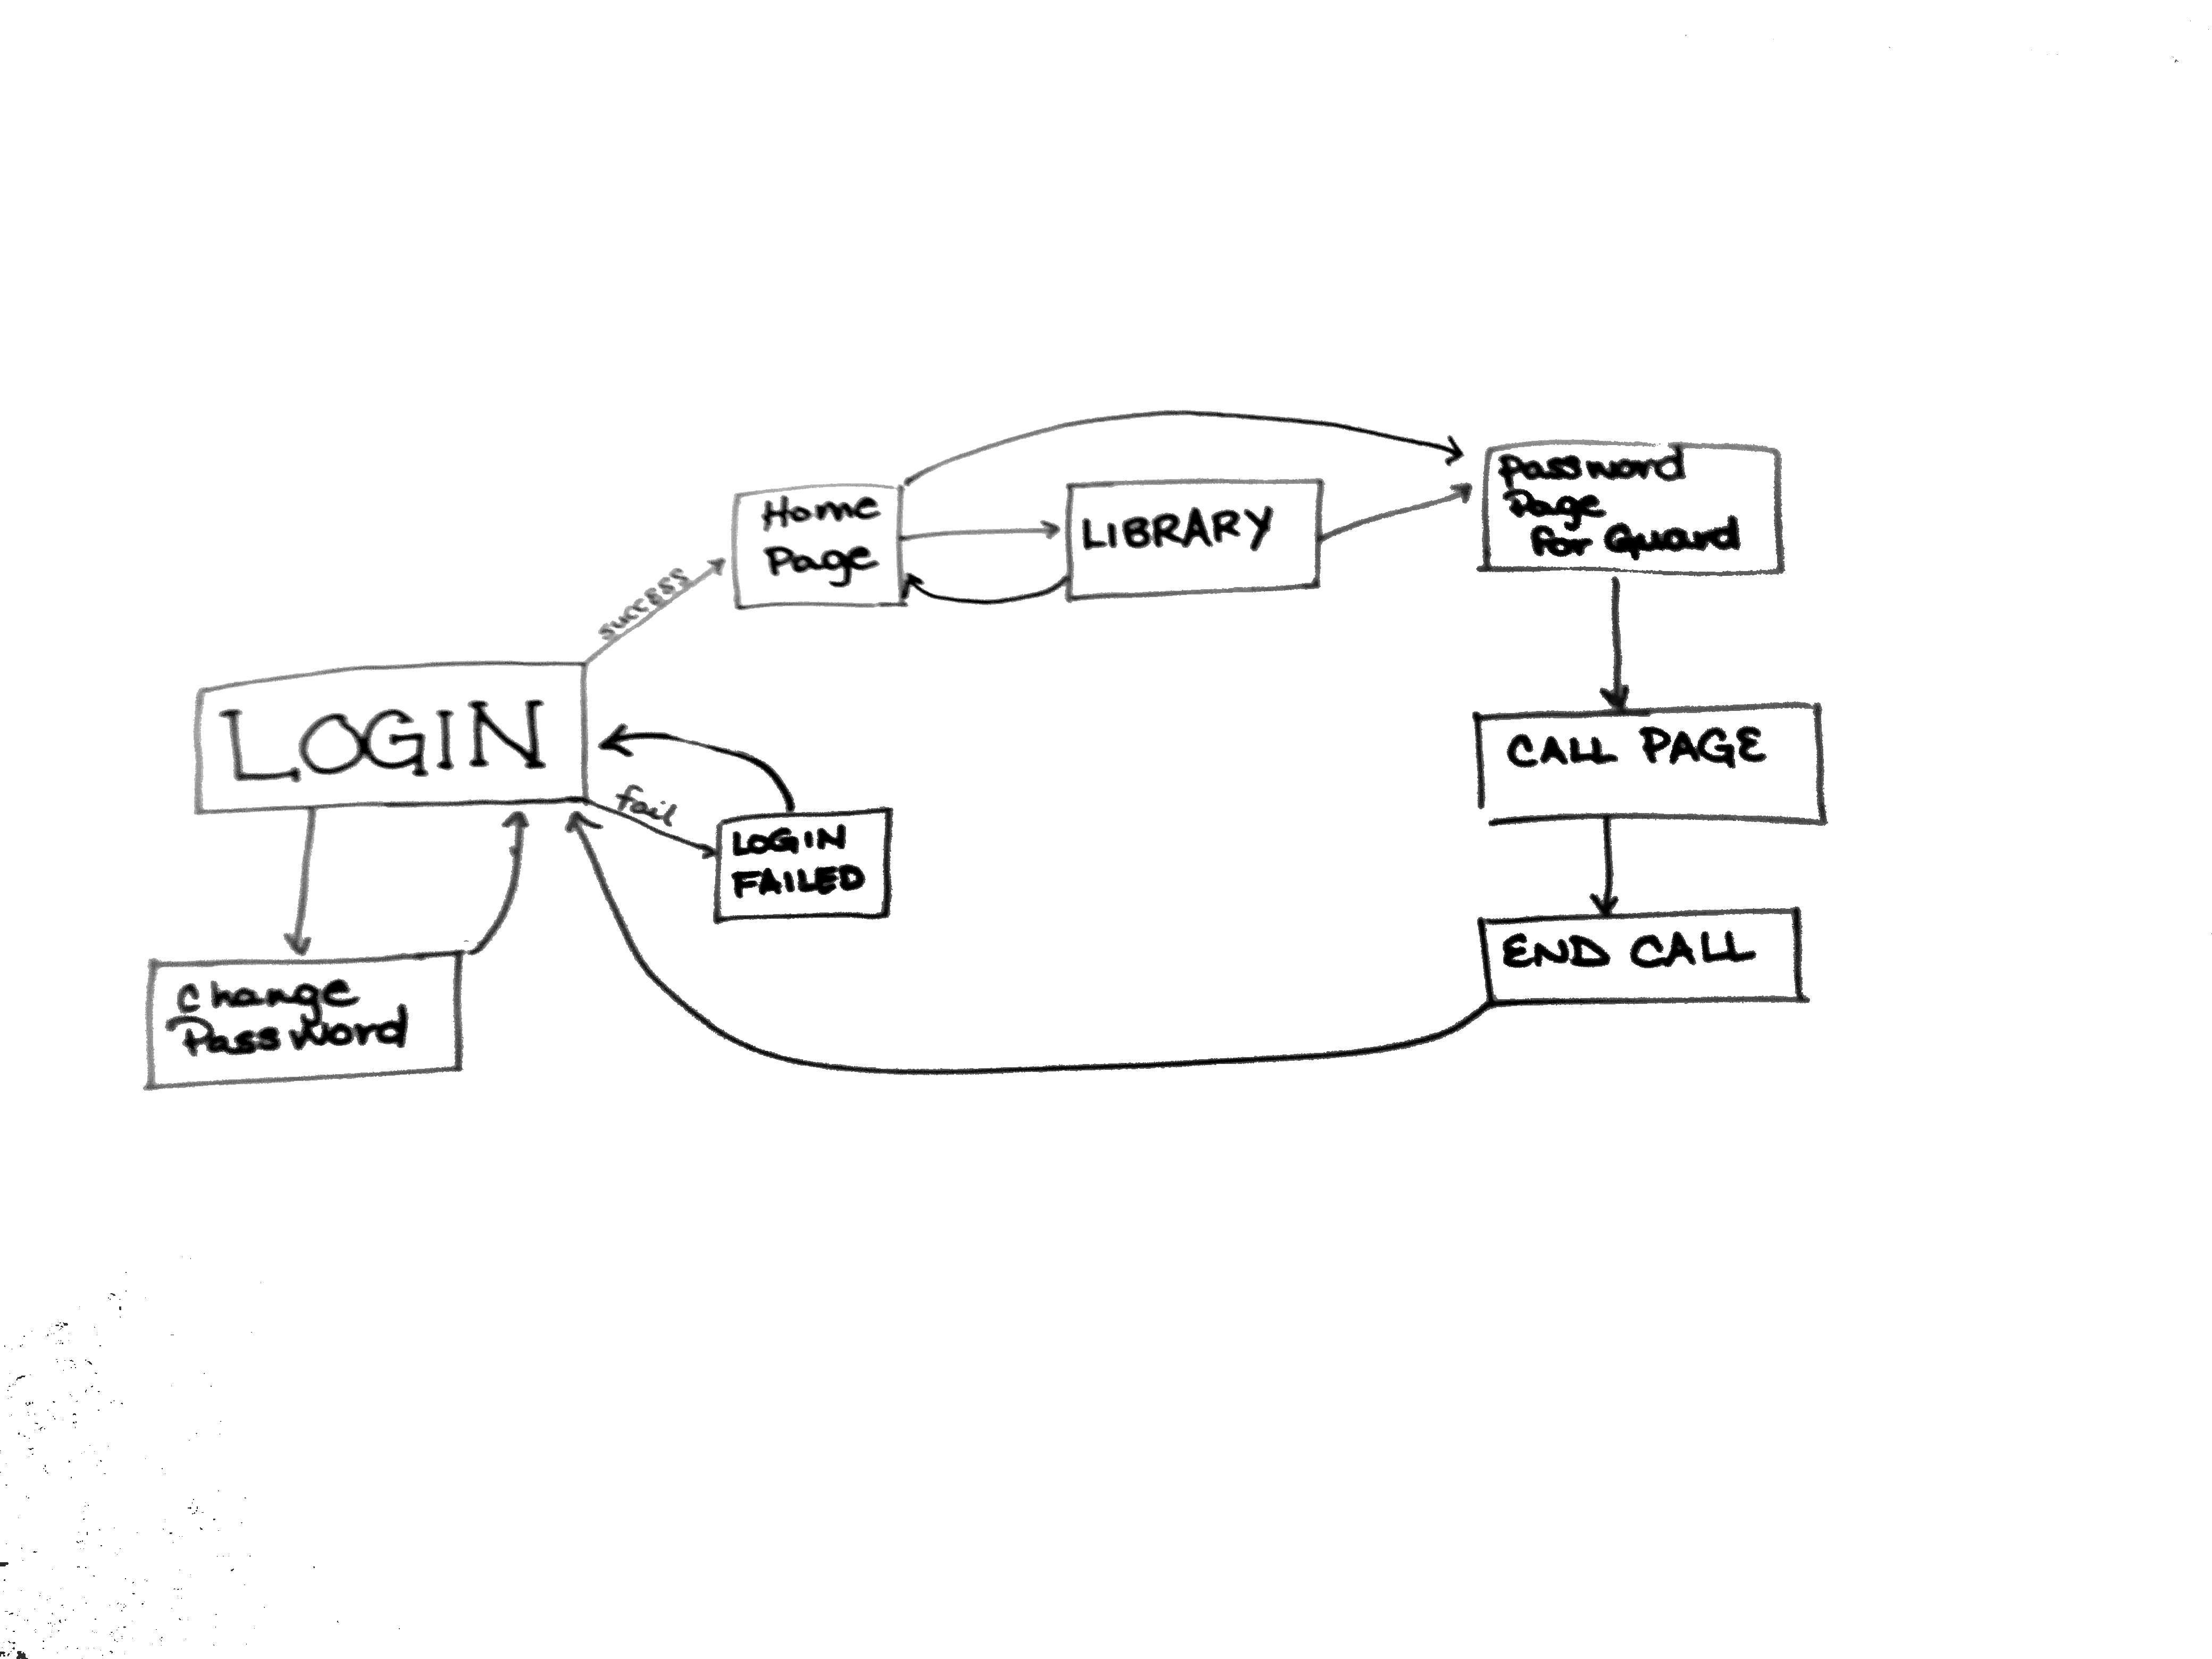 Password
Page
for Guard
Home
Page
LIBRARY
success
LOGIN
CALL PAGE
fail
LOGIN
FAILED
END CALL
Change
Password